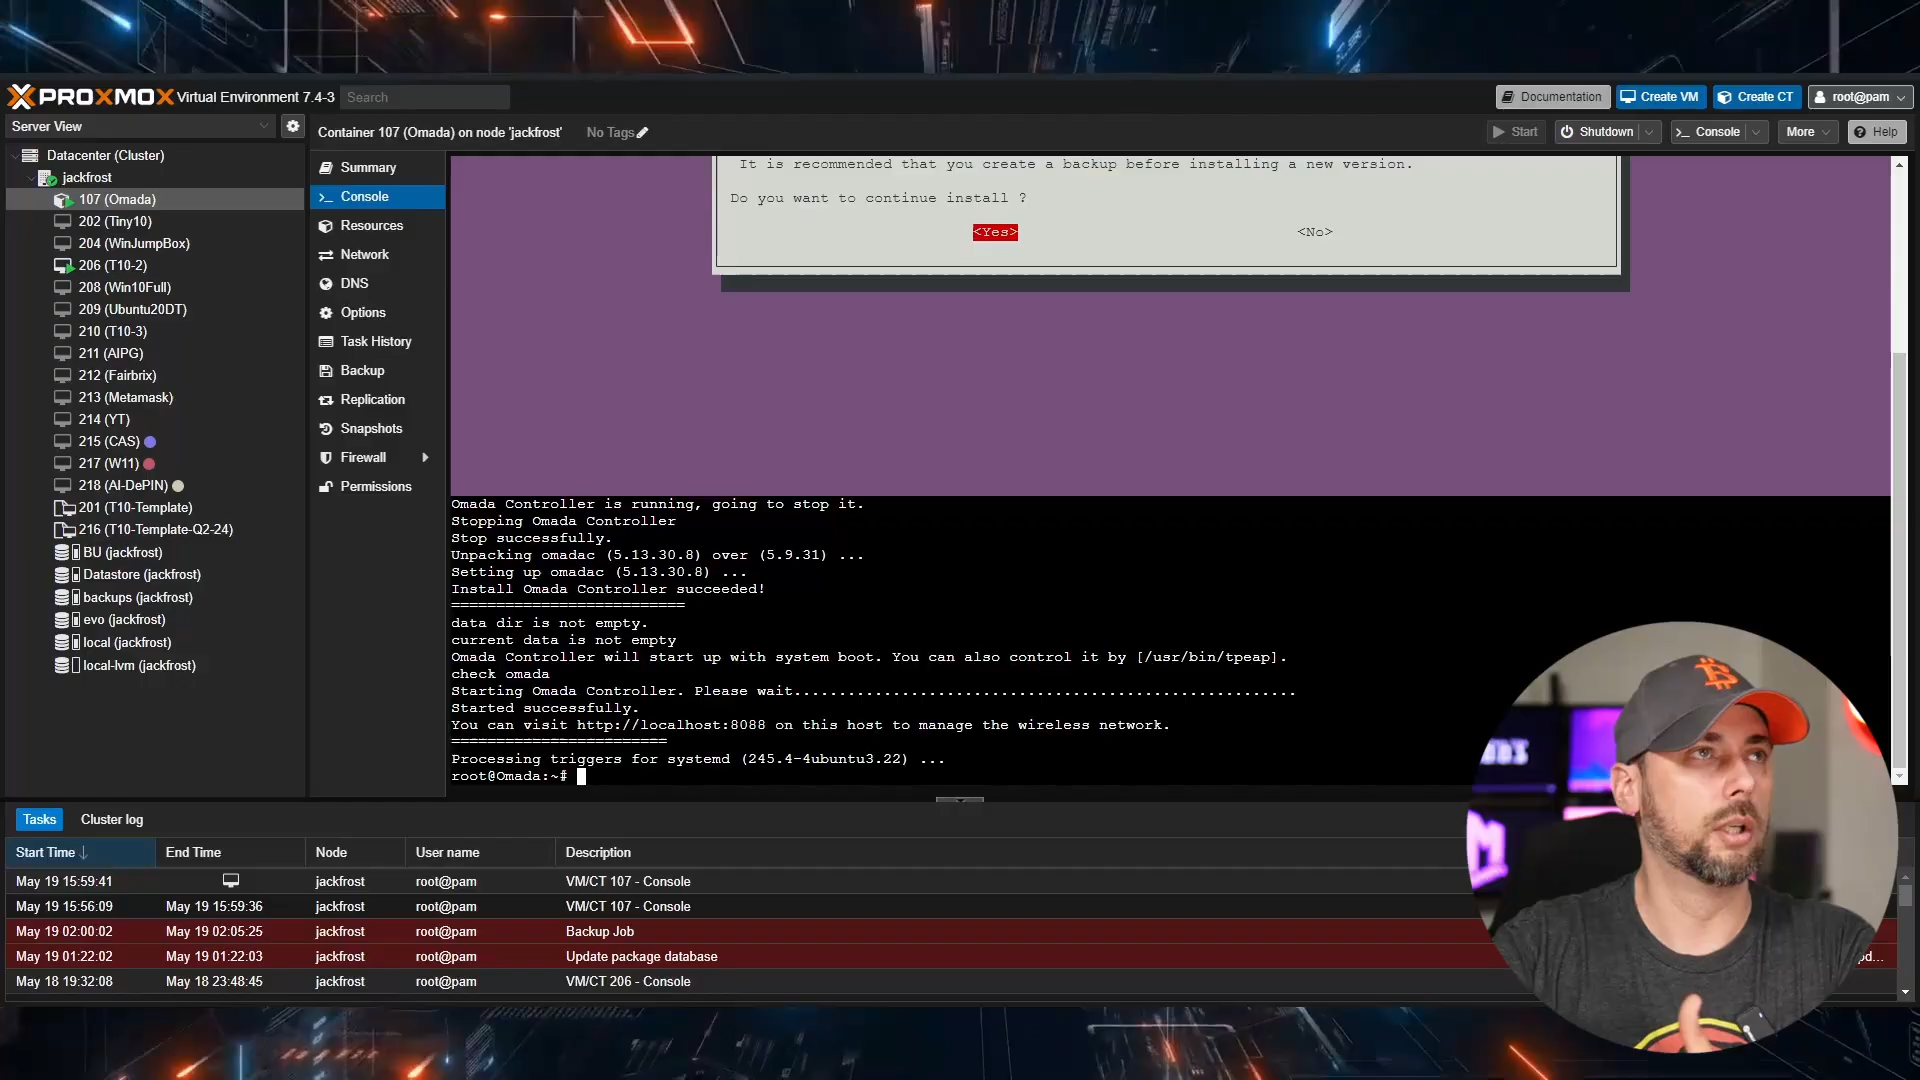 PROXMOX Virtual Environment 7.4-3
Search
Documentation
Create VM
Create CT
root@pam
Server View
Container 107 (Omada) on node 'jackfrost'
No Tags
Start
Shutdown
Console
More
Help
Datacenter (Cluster)
jackfrost
107 (Omada)
202 (Tiny10)
204 (WinJumpBox)
206 (T10-2)
208 (Win10Full)
209 (Ubuntu20DT)
210 (T10-3)
211 (AIPG)
212 (Fairbrix)
213 (Metamask)
214 (YT)
215 (CAS)
217 (W11)
218 (AI-DePIN)
201 (T10-Template)
216 (T10-Template-Q2-24)
BU (jackfrost)
Datastore (jackfrost)
backups (jackfrost)
evo (jackfrost)
local (jackfrost)
local-lvm (jackfrost)
Summary
Console
Resources
Network
DNS
Options
Task History
Backup
Replication
Snapshots
Firewall
Permissions
It is recommended that you create a backup before installing a new version.
Do you want to continue install ?
<Yes>
<No>
Omada Controller is running, going to stop it.
Stopping Omada Controller
Stop successfully.
Unpacking omadac (5.13.30.8) over (5.9.31) ...
Setting up omadac (5.13.30.8) ...
Install Omada Controller succeeded!
==========================
data dir is not empty.
current data is not empty
Omada Controller will start up with system boot. You can also control it by [/usr/bin/tpeap].
check omada
Starting Omada Controller. Please wait........................................................
Started successfully.
You can visit http://localhost:8088 on this host to manage the wireless network.
========================
Processing triggers for systemd (245.4-4ubuntu3.22) ...
root@Omada:~#
Tasks
Cluster log
Start Time
End Time
Node
User name
Description
May 19 15:59:41
jackfrost
root@pam
VM/CT 107 - Console
May 19 15:56:09
May 19 15:59:36
jackfrost
root@pam
VM/CT 107 - Console
May 19 02:00:02
May 19 02:05:25
jackfrost
root@pam
Backup Job
May 19 01:22:02
May 19 01:22:03
jackfrost
root@pam
Update package database
pd...
May 18 19:32:08
May 18 23:48:45
jackfrost
root@pam
VM/CT 206 - Console